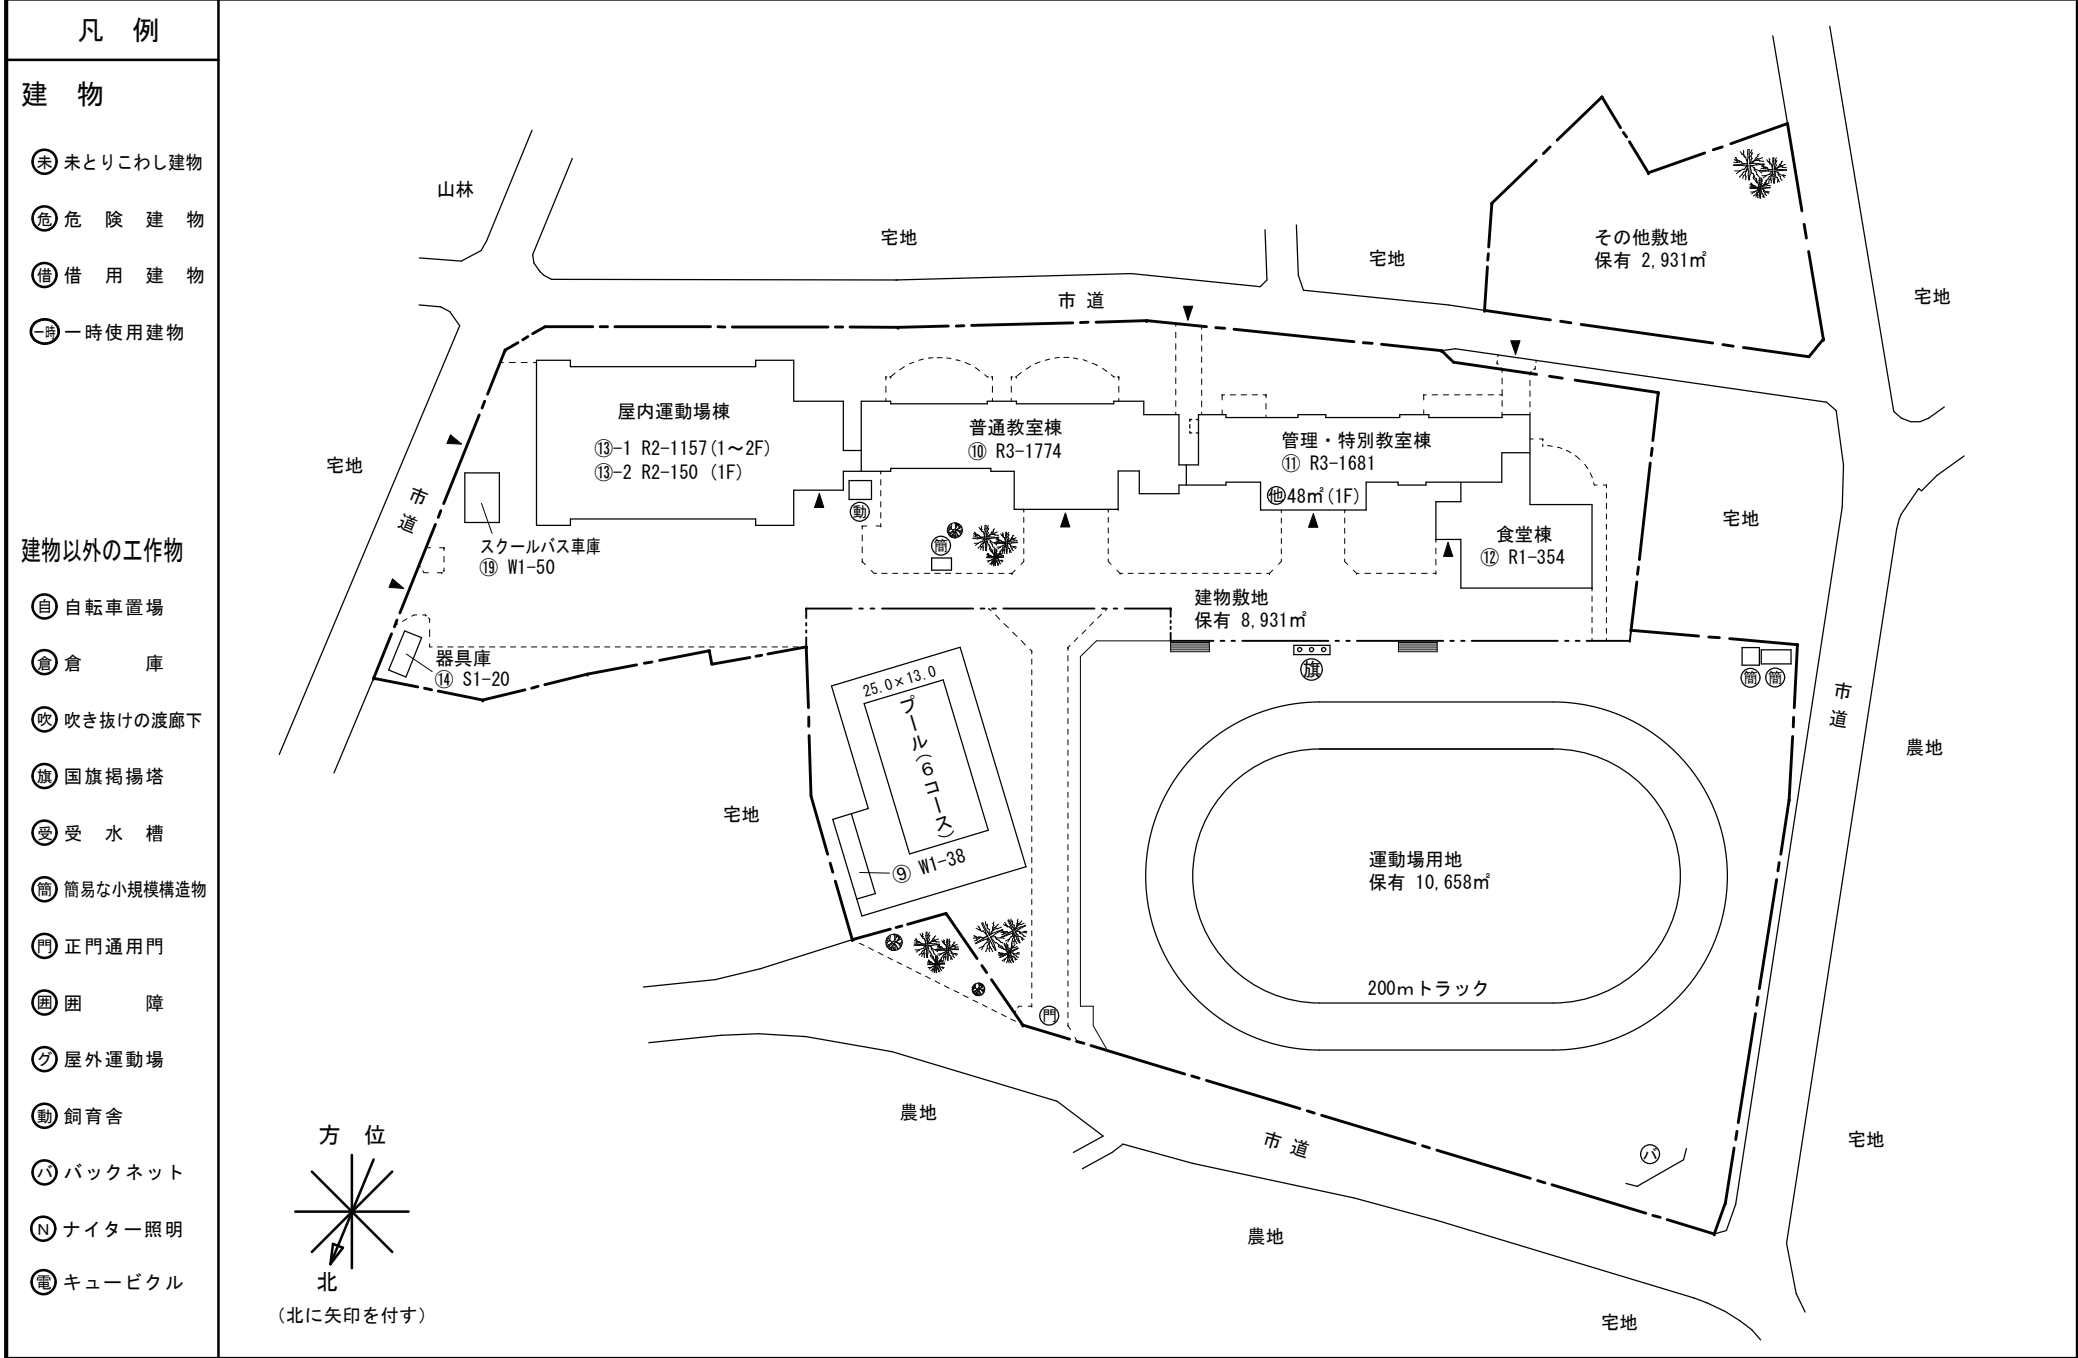 凡 例
建 物
未 未とりこわし建物
危 危険建物
借 借用建物
一時 一時使用建物
建物以外の工作物
自 自転車置場
倉 倉庫
吹 吹き抜けの渡廊下
旗 国旗掲揚塔
受 受水槽
簡 簡易な小規模構造物
門 正門通用門
囲 囲障
グ 屋外運動場
動 飼育舎
バ バックネット
N ナイター照明
電 キュービクル
山林
宅地
宅地
その他敷地
保有 2,931㎡
宅地
市道
屋内運動場棟
⑬-1 R2-1157(1～2F)
⑬-2 R2-150 (1F)
普通教室棟
⑩ R3-1774
管理・特別教室棟
⑪ R3-1681
他48㎡(1F)
宅地
市道
動
簡
スクールバス車庫
⑲ W1-50
食堂棟
⑫ R1-354
宅地
建物敷地
保有 8,931㎡
器具庫
⑭ S1-20
旗
簡 簡
市道
25.0×13.0
プール(6コース)
⑨ W1-38
宅地
農地
運動場用地
保有 10,658㎡
200mトラック
門
農地
市道
バ
宅地
農地
宅地
方 位
北
(北に矢印を付す)